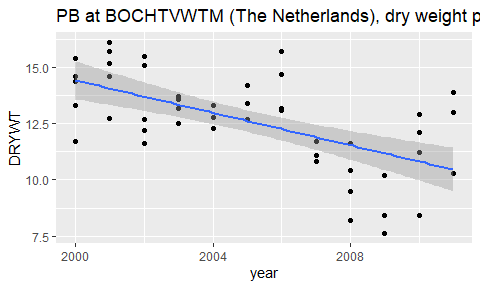 PB at BOCHTVWTM (The Netherlands), dry weight p
15.0
12.5
10.0
7.5
DRYWT
2000
2004
2008
year